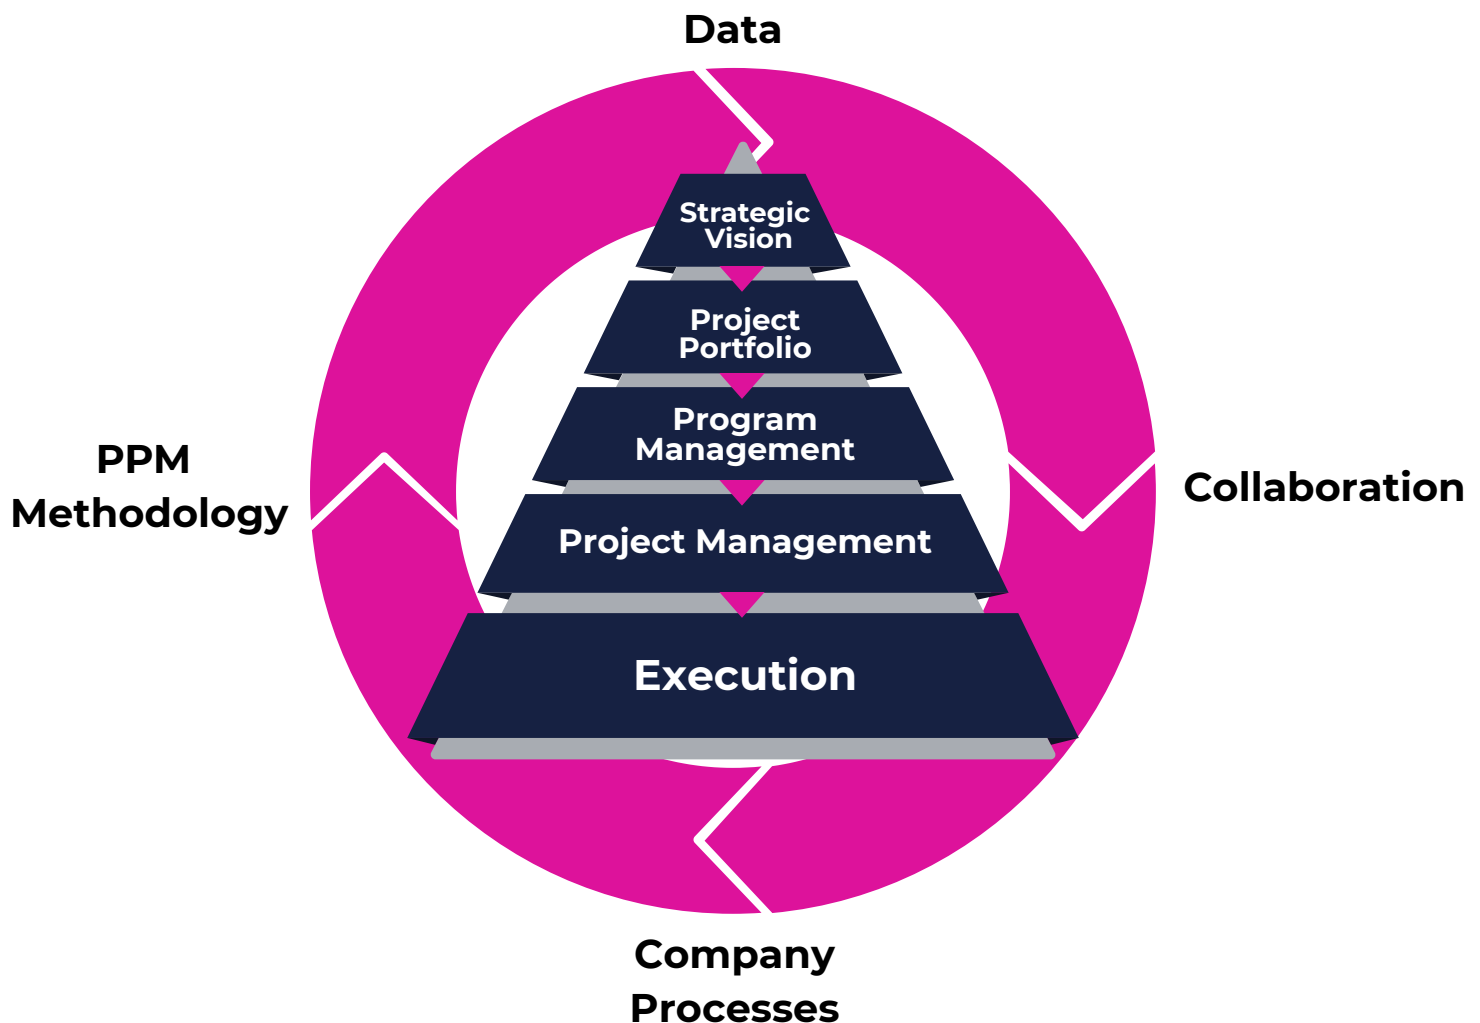 Data
Strategic
Vision
Project
Portfolio
Program
Management
Project Management
Execution
PPM
Methodology
Collaboration
Company
Processes